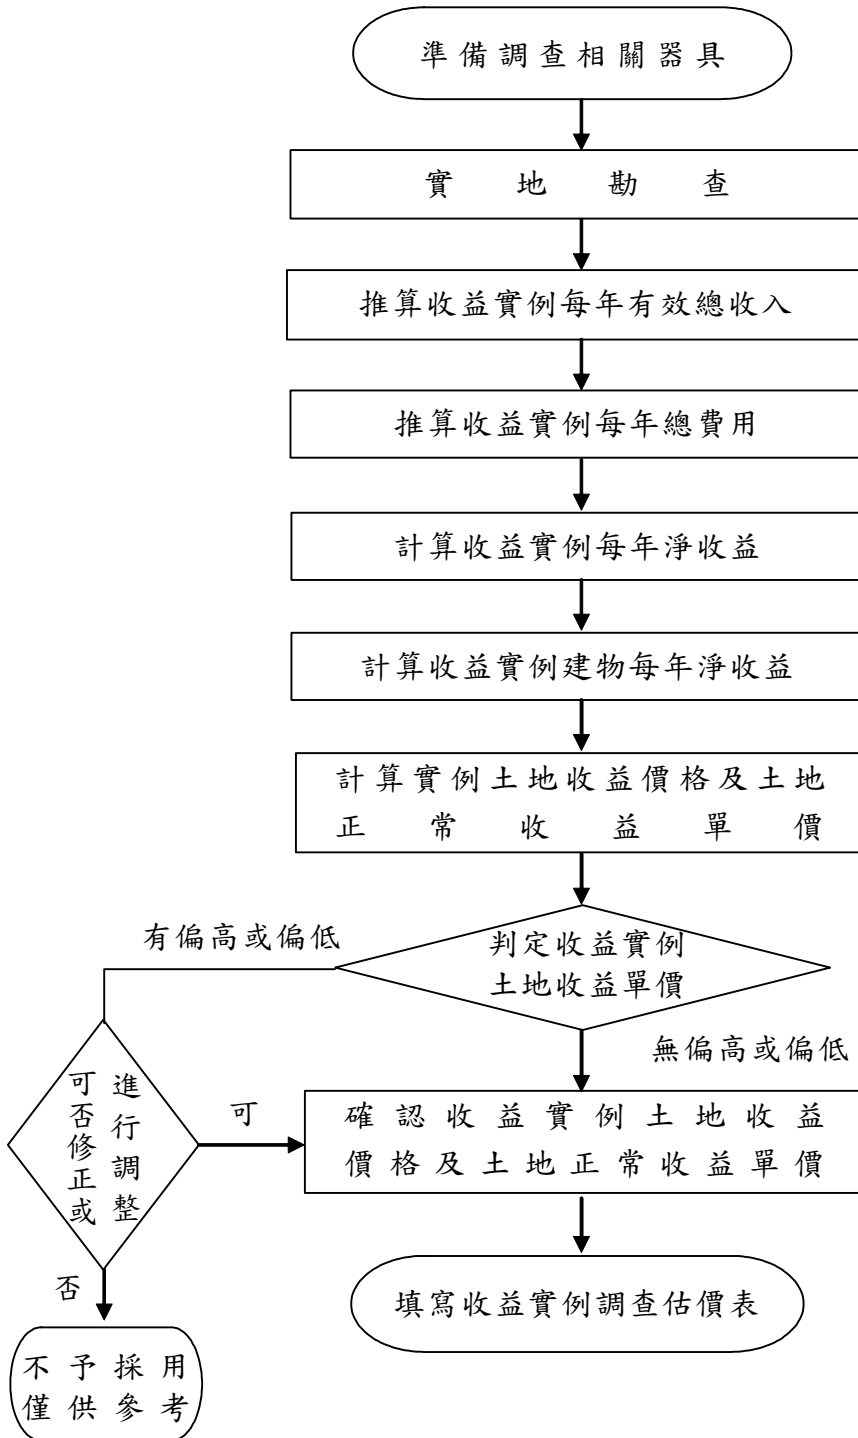 準備調查相關器具
實地勘查
推算收益實例每年有效總收入
推算收益實例每年總費用
計算收益實例每年淨收益
計算收益實例建物每年淨收益
計算實例土地收益價格及土地
正常收益單價
有偏高或偏低
判定收益實例
土地收益單價
無偏高或偏低
可否修正或
進行調整
可
確認收益實例土地收益
價格及土地正常收益單價
否
填寫收益實例調查估價表
不予採用
僅供參考